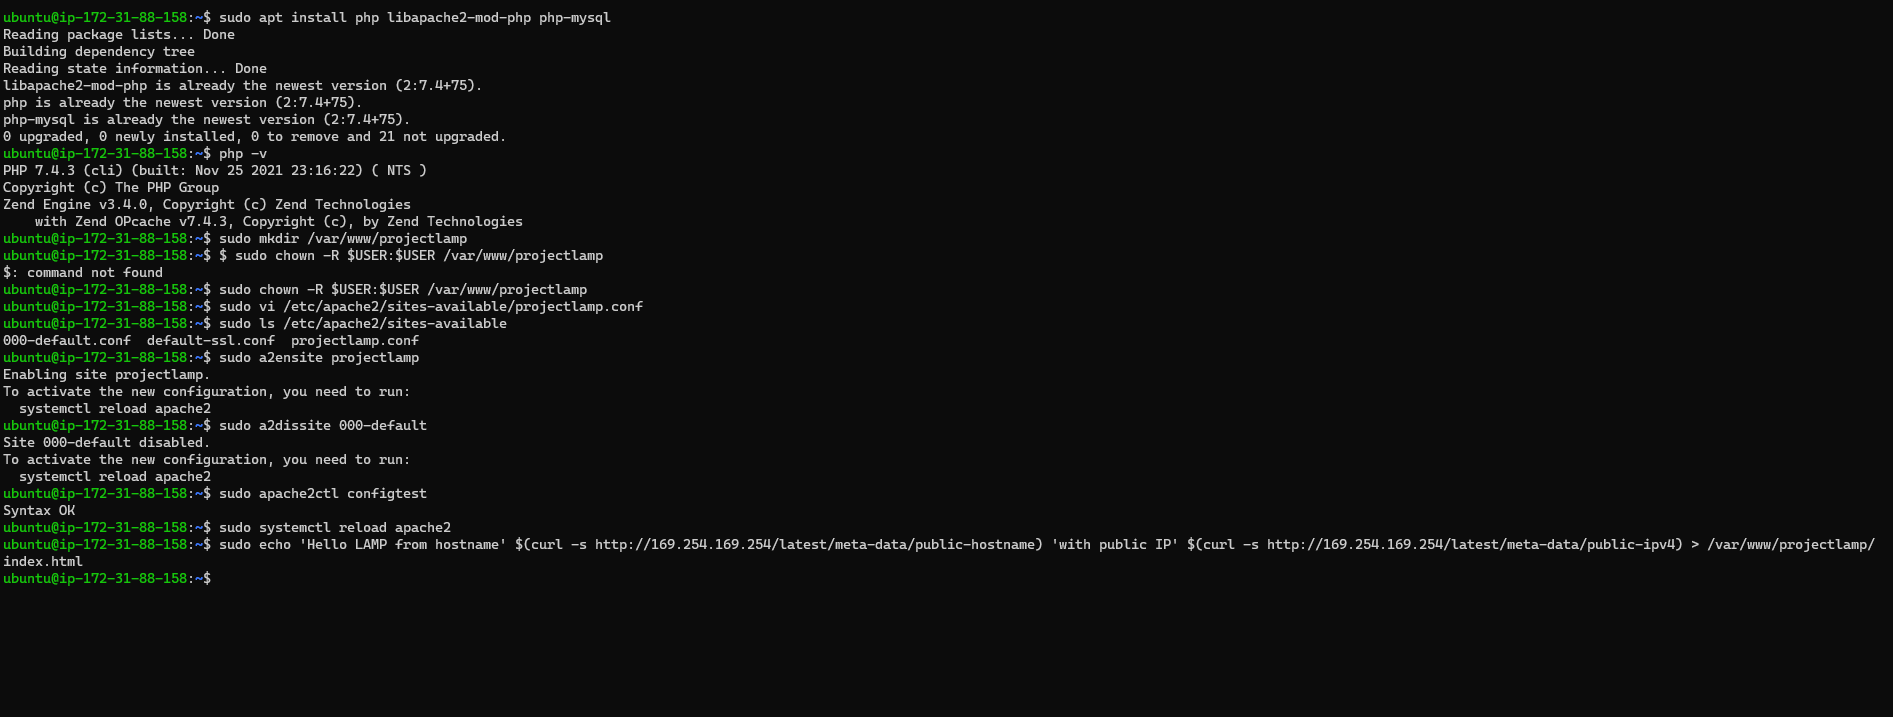 ubuntu@ip-172-31-88-158:~$ sudo apt install php libapache2-mod-php php-mysql
Reading package lists... Done
Building dependency tree
Reading state information... Done
libapache2-mod-php is already the newest version (2:7.4+75).
php is already the newest version (2:7.4+75).
php-mysql is already the newest version (2:7.4+75).
0 upgraded, 0 newly installed, 0 to remove and 21 not upgraded.
ubuntu@ip-172-31-88-158:~$ php -v
PHP 7.4.3 (cli) (built: Nov 25 2021 23:16:22) ( NTS )
Copyright (c) The PHP Group
Zend Engine v3.4.0, Copyright (c) Zend Technologies
    with Zend OPcache v7.4.3, Copyright (c), by Zend Technologies
ubuntu@ip-172-31-88-158:~$ sudo mkdir /var/www/projectlamp
ubuntu@ip-172-31-88-158:~$ $ sudo chown -R $USER:$USER /var/www/projectlamp
$: command not found
ubuntu@ip-172-31-88-158:~$ sudo chown -R $USER:$USER /var/www/projectlamp
ubuntu@ip-172-31-88-158:~$ sudo vi /etc/apache2/sites-available/projectlamp.conf
ubuntu@ip-172-31-88-158:~$ sudo ls /etc/apache2/sites-available
000-default.conf  default-ssl.conf  projectlamp.conf
ubuntu@ip-172-31-88-158:~$ sudo a2ensite projectlamp
Enabling site projectlamp.
To activate the new configuration, you need to run:
  systemctl reload apache2
ubuntu@ip-172-31-88-158:~$ sudo a2dissite 000-default
Site 000-default disabled.
To activate the new configuration, you need to run:
  systemctl reload apache2
ubuntu@ip-172-31-88-158:~$ sudo apache2ctl configtest
Syntax OK
ubuntu@ip-172-31-88-158:~$ sudo systemctl reload apache2
ubuntu@ip-172-31-88-158:~$ sudo echo 'Hello LAMP from hostname' $(curl -s http://169.254.169.254/latest/meta-data/public-hostname) 'with public IP' $(curl -s http://169.254.169.254/latest/meta-data/public-ipv4) > /var/www/projectlamp/
index.html
ubuntu@ip-172-31-88-158:~$